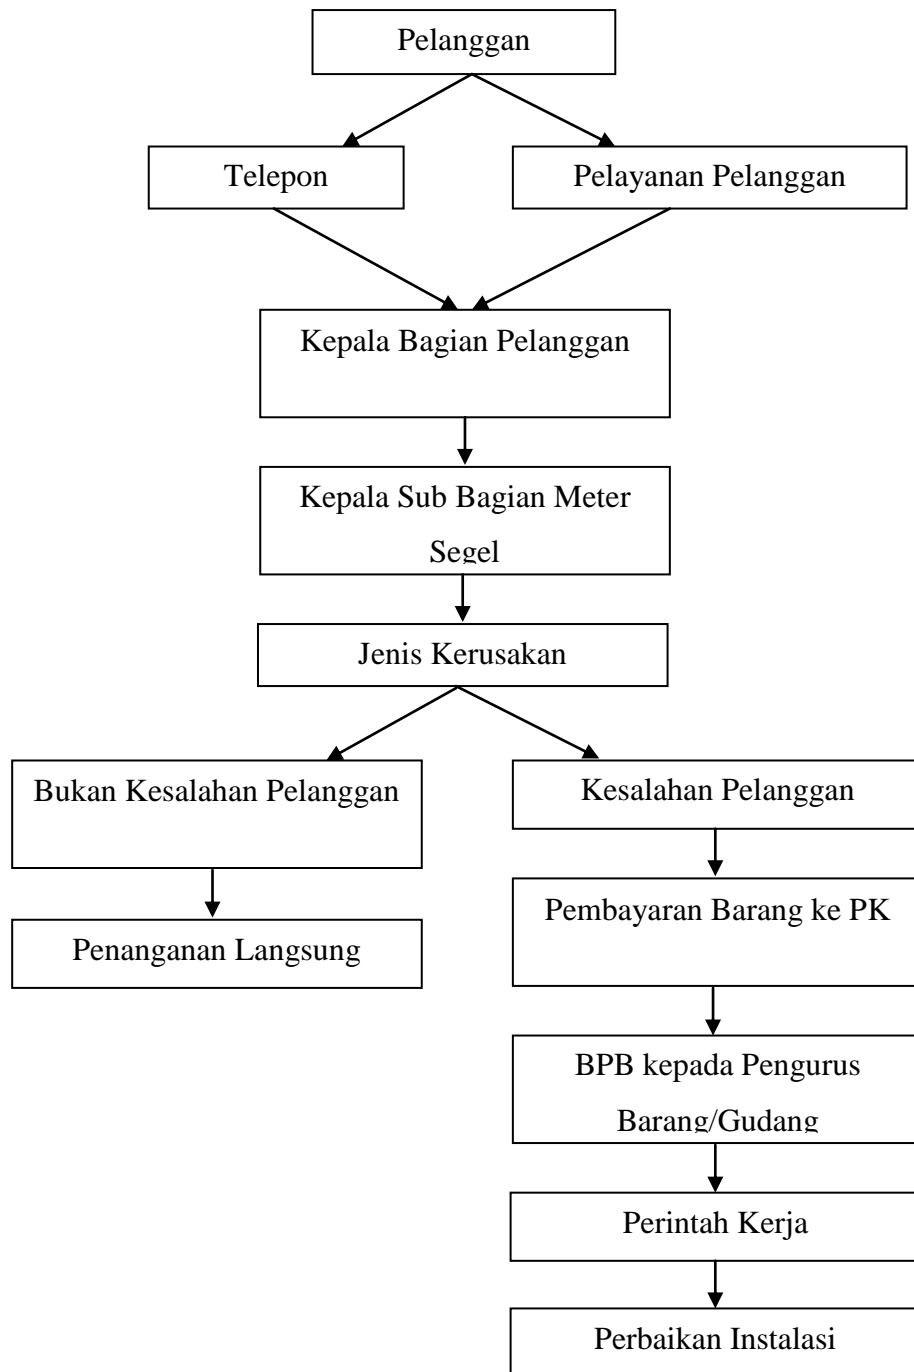 Pelanggan
Telepon
Pelayanan Pelanggan
Kepala Bagian Pelanggan
Kepala Sub Bagian Meter
Segel
Jenis Kerusakan
Bukan Kesalahan Pelanggan
Kesalahan Pelanggan
Pembayaran Barang ke PK
Penanganan Langsung
BPB kepada Pengurus
Barang/Gudang
Perintah Kerja
Perbaikan Instalasi